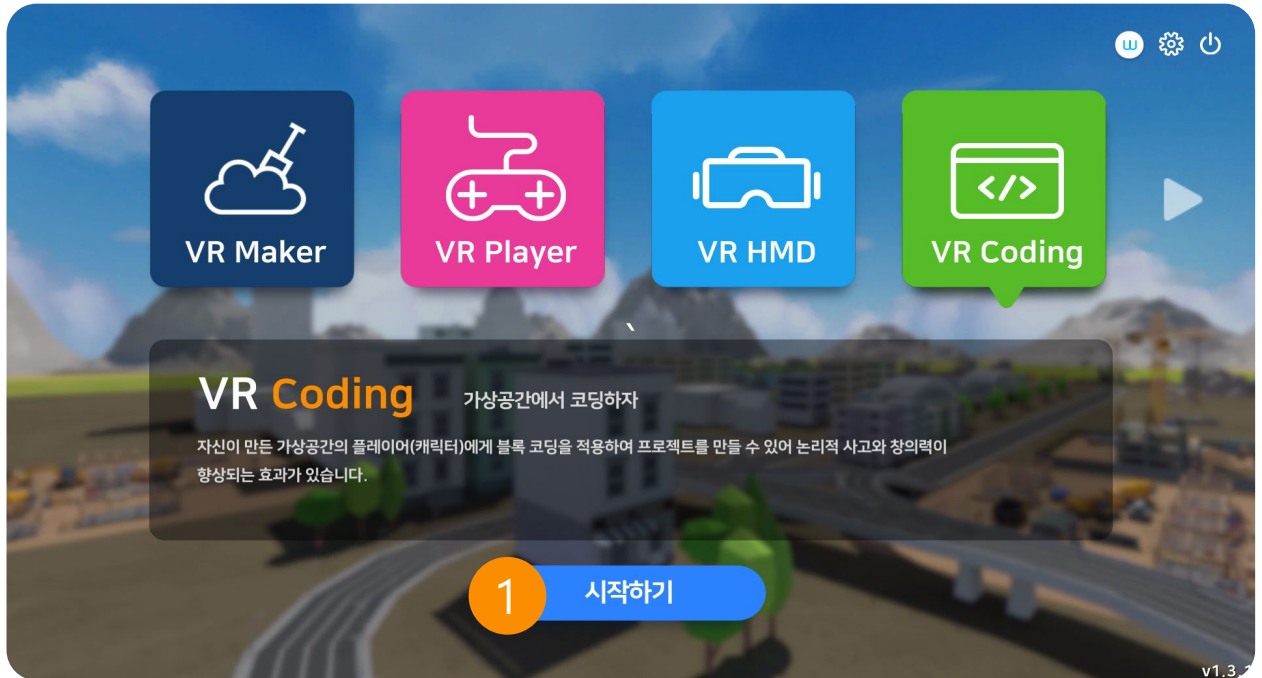 W
VR Maker
VR Player
VR HMD
VR Coding
VR Coding 가상공간에서 코딩하자
자신이 만든 가상공간의 플레이어(캐릭터)에게 블록 코딩을 적용하여 프로젝트를 만들 수 있어 논리적 사고와 창의력이
향상되는 효과가 있습니다.
1 시작하기